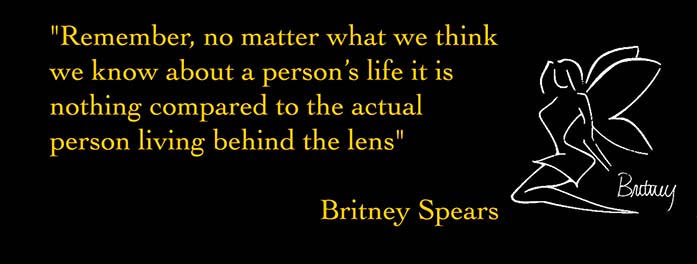 "Remember, no matter what we think
we know about a person’s life it is
nothing compared to the actual
person living behind the lens"
Britney Spears
Britney